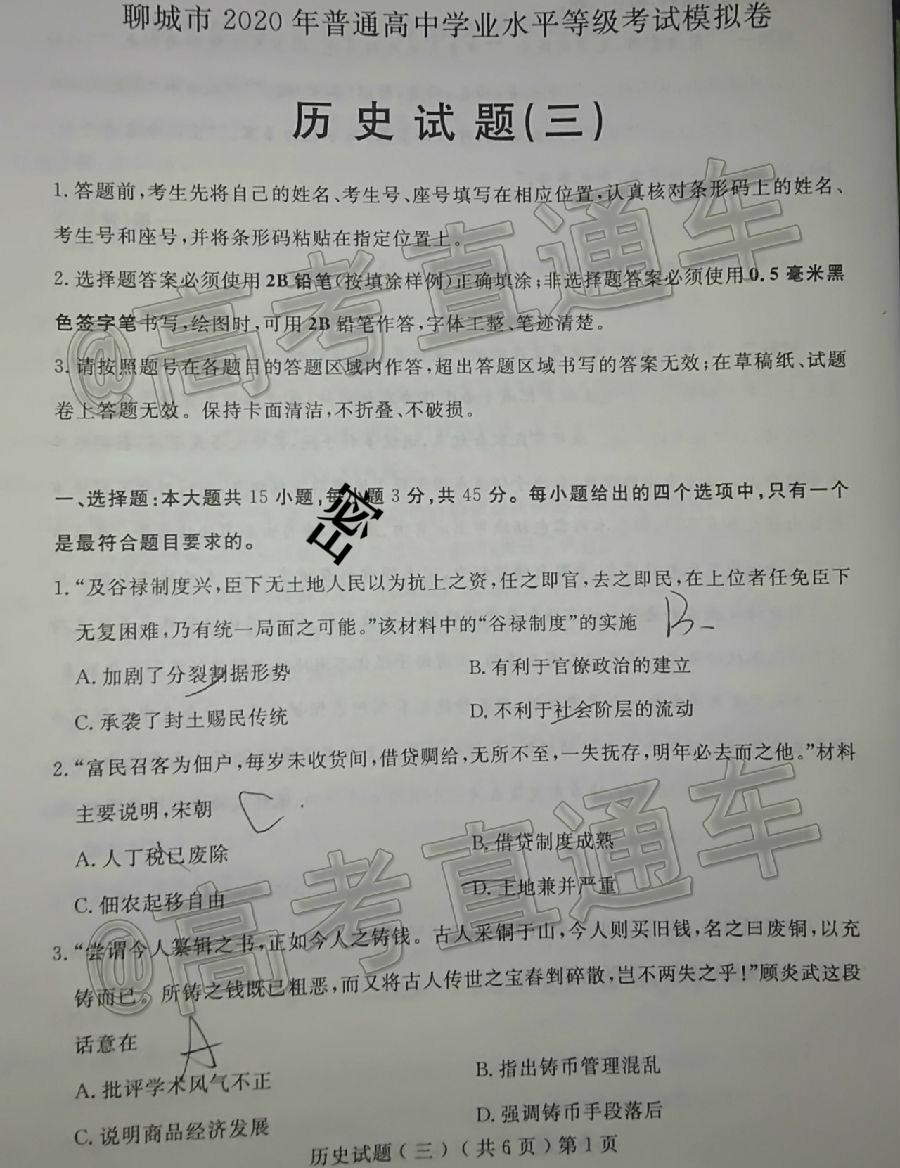 聊城市2020年普通高中学业水平等级考试模拟卷
历史试题(三)
1.答题前,考生先将自己的姓名、考生号、座号填写在相应位置,认真核对条形码上的姓名、
考生号和座号,并将条形码粘贴在指定位置上。
2.选择题答案必须使用2B铅笔(按填涂样例)正确填涂;非选择题答案必须使用0.5毫米黑
色签字笔书写,绘图时,可用2B铅笔作答,字体工整、笔迹清楚。
3.请按照题号在各题目的答题区域内作答,超出答题区域书写的答案无效;在草稿纸、试题
卷上答题无效。保持卡面清洁,不折叠、不破损。
@高考直通车
密
一、选择题:本大题共15小题,每小题3分,共45分。每小题给出的四个选项中,只有一个
是最符合题目要求的。
1.“及谷禄制度兴,臣下无土地人民以为抗上之资,任之即官,去之即民,在上位者任免臣下
无复困难,乃有统一局面之可能。”该材料中的“谷禄制度”的实施 B
A.加剧了分裂割据形势 B.有利于官僚政治的建立
C.承袭了封土赐民传统 D.不利于社会阶层的流动
2.“富民召客为佃户,每岁未收货间,借贷赒给,无所不至,一失抚存,明年必去而之他。”材料
主要说明,宋朝 C
A.人丁税已废除 B.借贷制度成熟
C.佃农起移自由 D.土地兼并严重
@高考直通车
3.“尝谓今人纂辑之书,正如今人之铸钱。古人采铜于山,今人则买旧钱,名之曰废铜,以充
铸而已。所铸之钱既已粗恶,而又将古人传世之宝舂剉碎散,岂不两失之乎!”顾炎武这段
话意在 A
A.批评学术风气不正 B.指出铸币管理混乱
C.说明商品经济发展 D.强调铸币手段落后
历史试题(三)(共6页)第1页